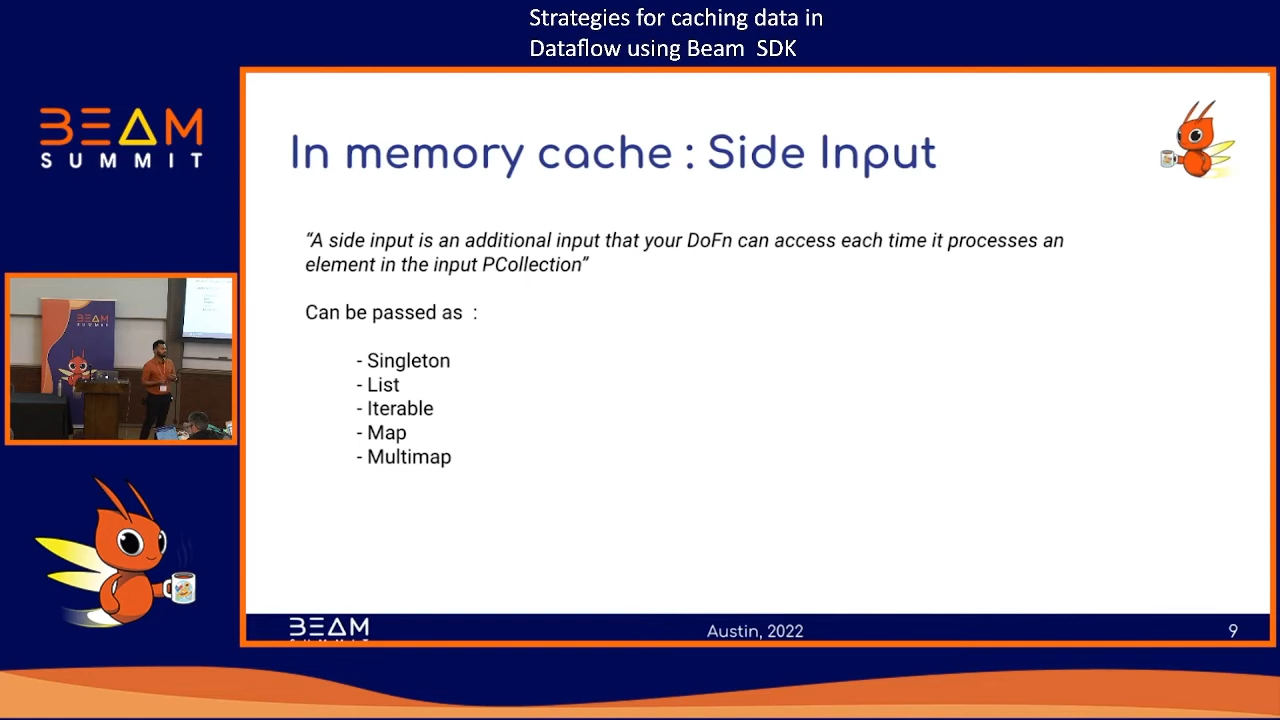 Strategies for caching data in
Dataflow using Beam SDK
BEAM
SUMMIT
In memory cache : Side Input
“A side input is an additional input that your DoFn can access each time it processes an
element in the input PCollection”
Can be passed as :
- Singleton
- List
- Iterable
- Map
- Multimap
BEAM
SUMMIT
BEAM
Austin, 2022
9